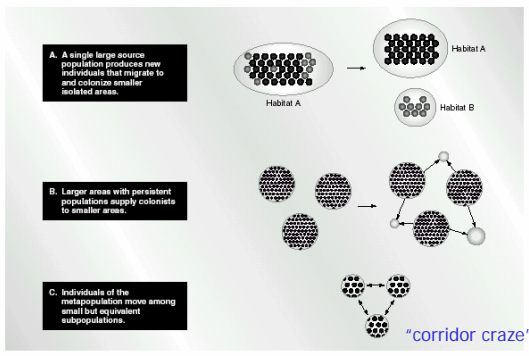 A. A single large source
population produces new
individuals that migrate to
and colonize smaller
isolated areas.
Habitat A
Habitat A
Habitat B
B. Larger areas with persistent
populations supply colonists
to smaller areas.
C. Individuals of the
metapopulation move among
small but equivalent
subpopulations.
"corridor craze"